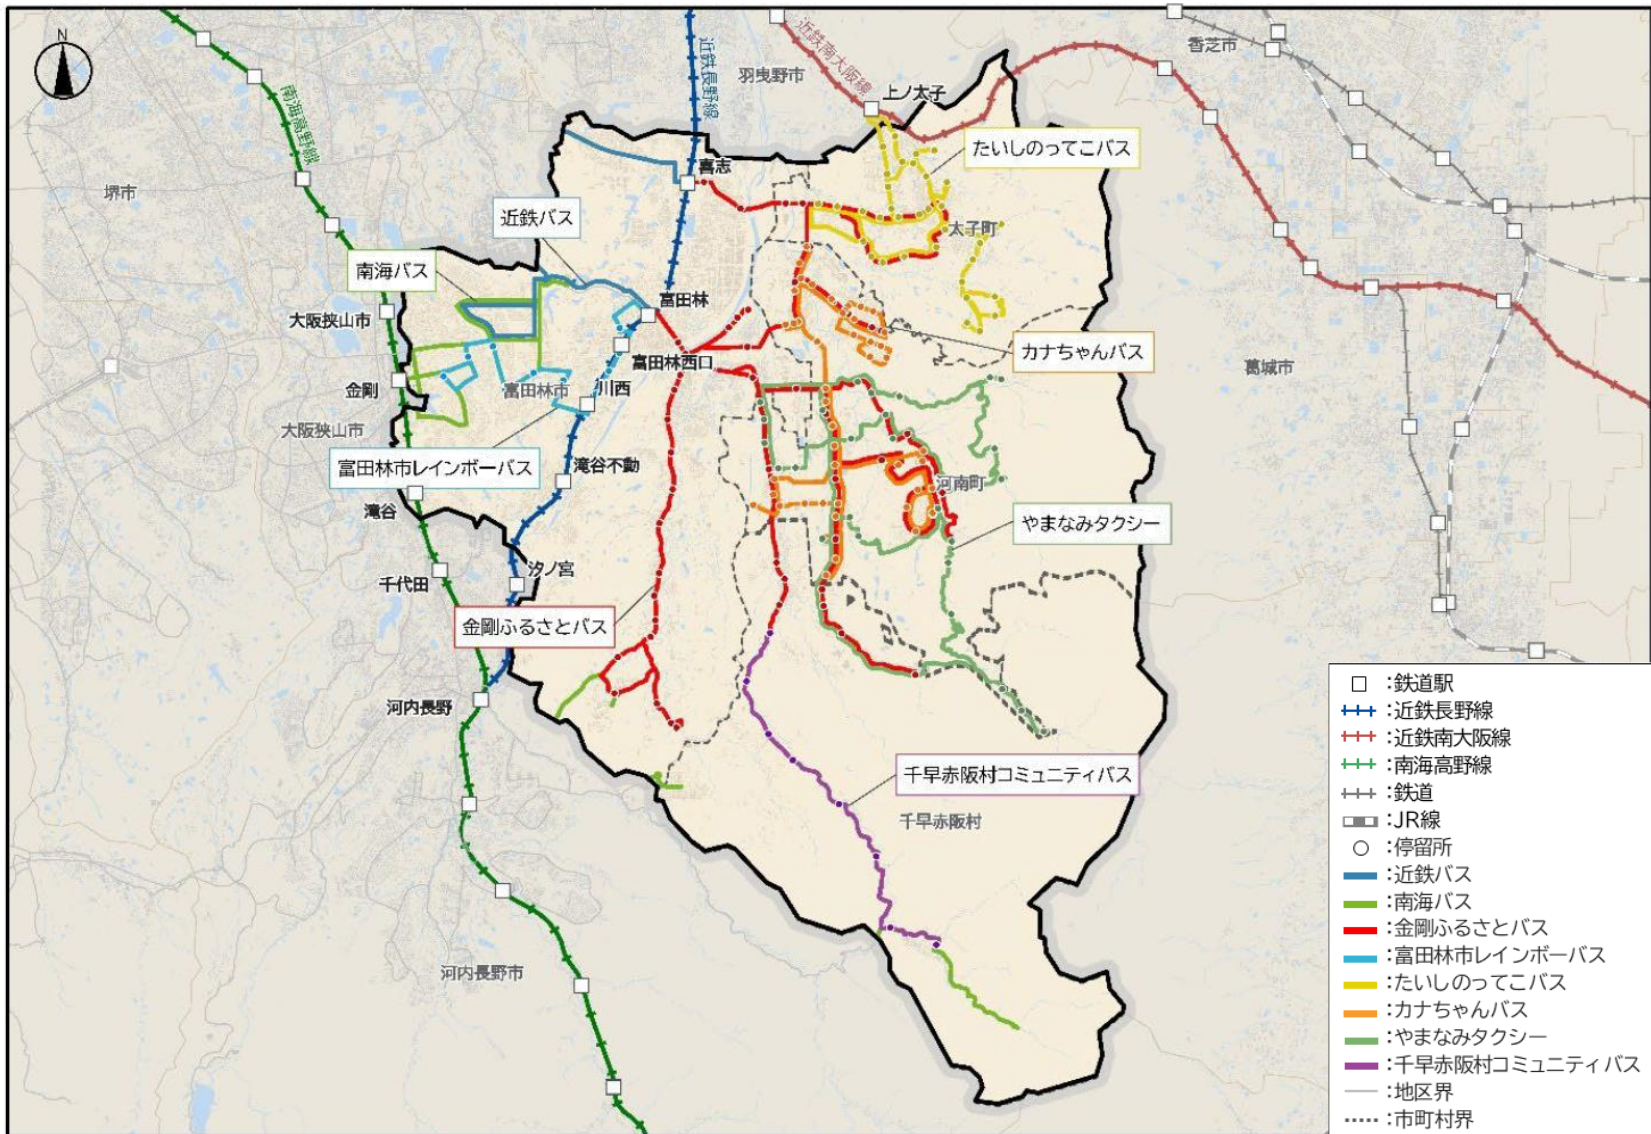 N
近鉄南大阪線
香芝市
近鉄長野線
羽曳野市
上ノ太子
南海高野線
たいしのってこバス
喜志
堺市
近鉄バス
太子町
南海バス
富田林
大阪狭山市
カナちゃんバス
富田林西口
葛城市
金剛
富田林市
川西
大阪狭山市
富田林市レインボーバス
滝谷不動
河南町
滝谷
やまなみタクシー
千代田
汐ノ宮
金剛ふるさとバス
河内長野
千早赤阪村コミュニティバス
千早赤阪村
河内長野市
:鉄道駅
:近鉄長野線
:近鉄南大阪線
:南海高野線
:鉄道
:JR線
:停留所
:近鉄バス
:南海バス
:金剛ふるさとバス
:富田林市レインボーバス
:たいしのってこバス
:カナちゃんバス
:やまなみタクシー
:千早赤阪村コミュニティバス
:地区界
:市町村界